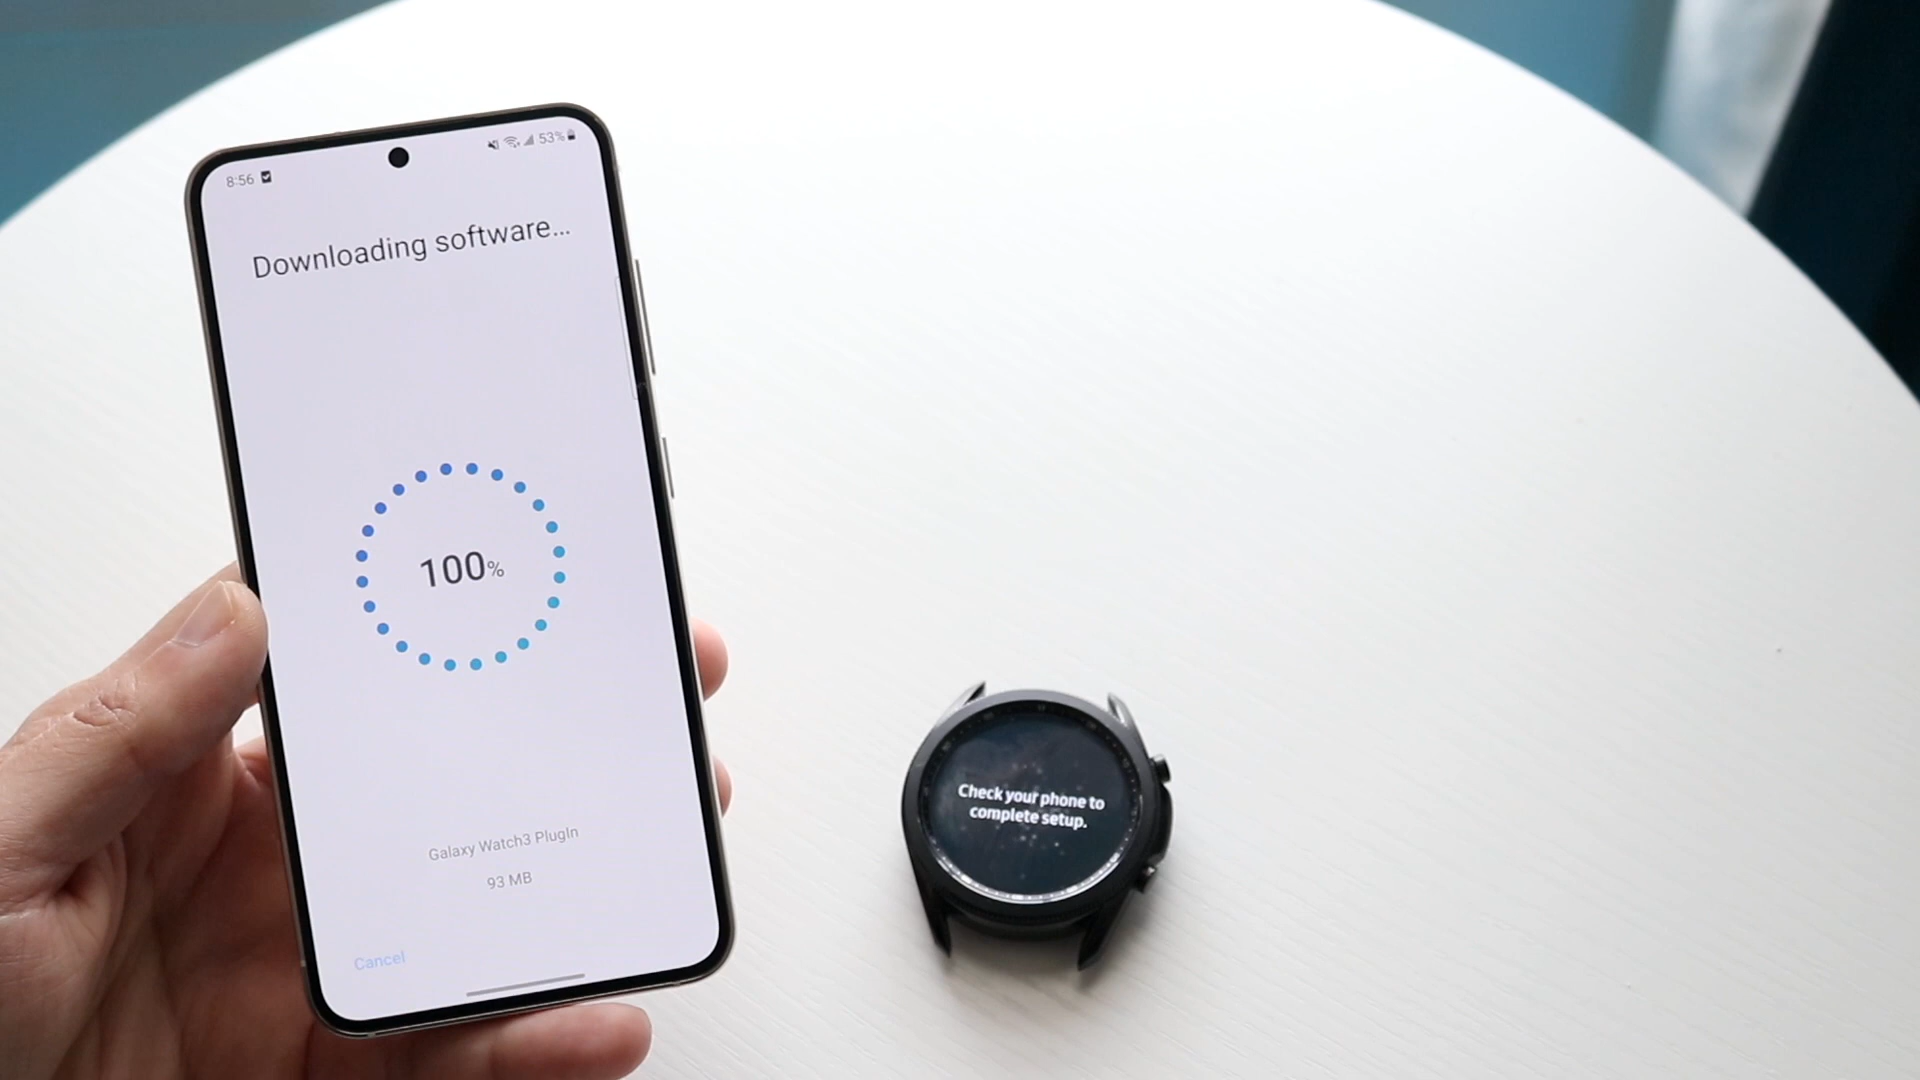 8:56
53%
Downloading software...
100%
Galaxy Watch3 PlugIn
93 MB
Cancel
Check your phone to
complete setup.